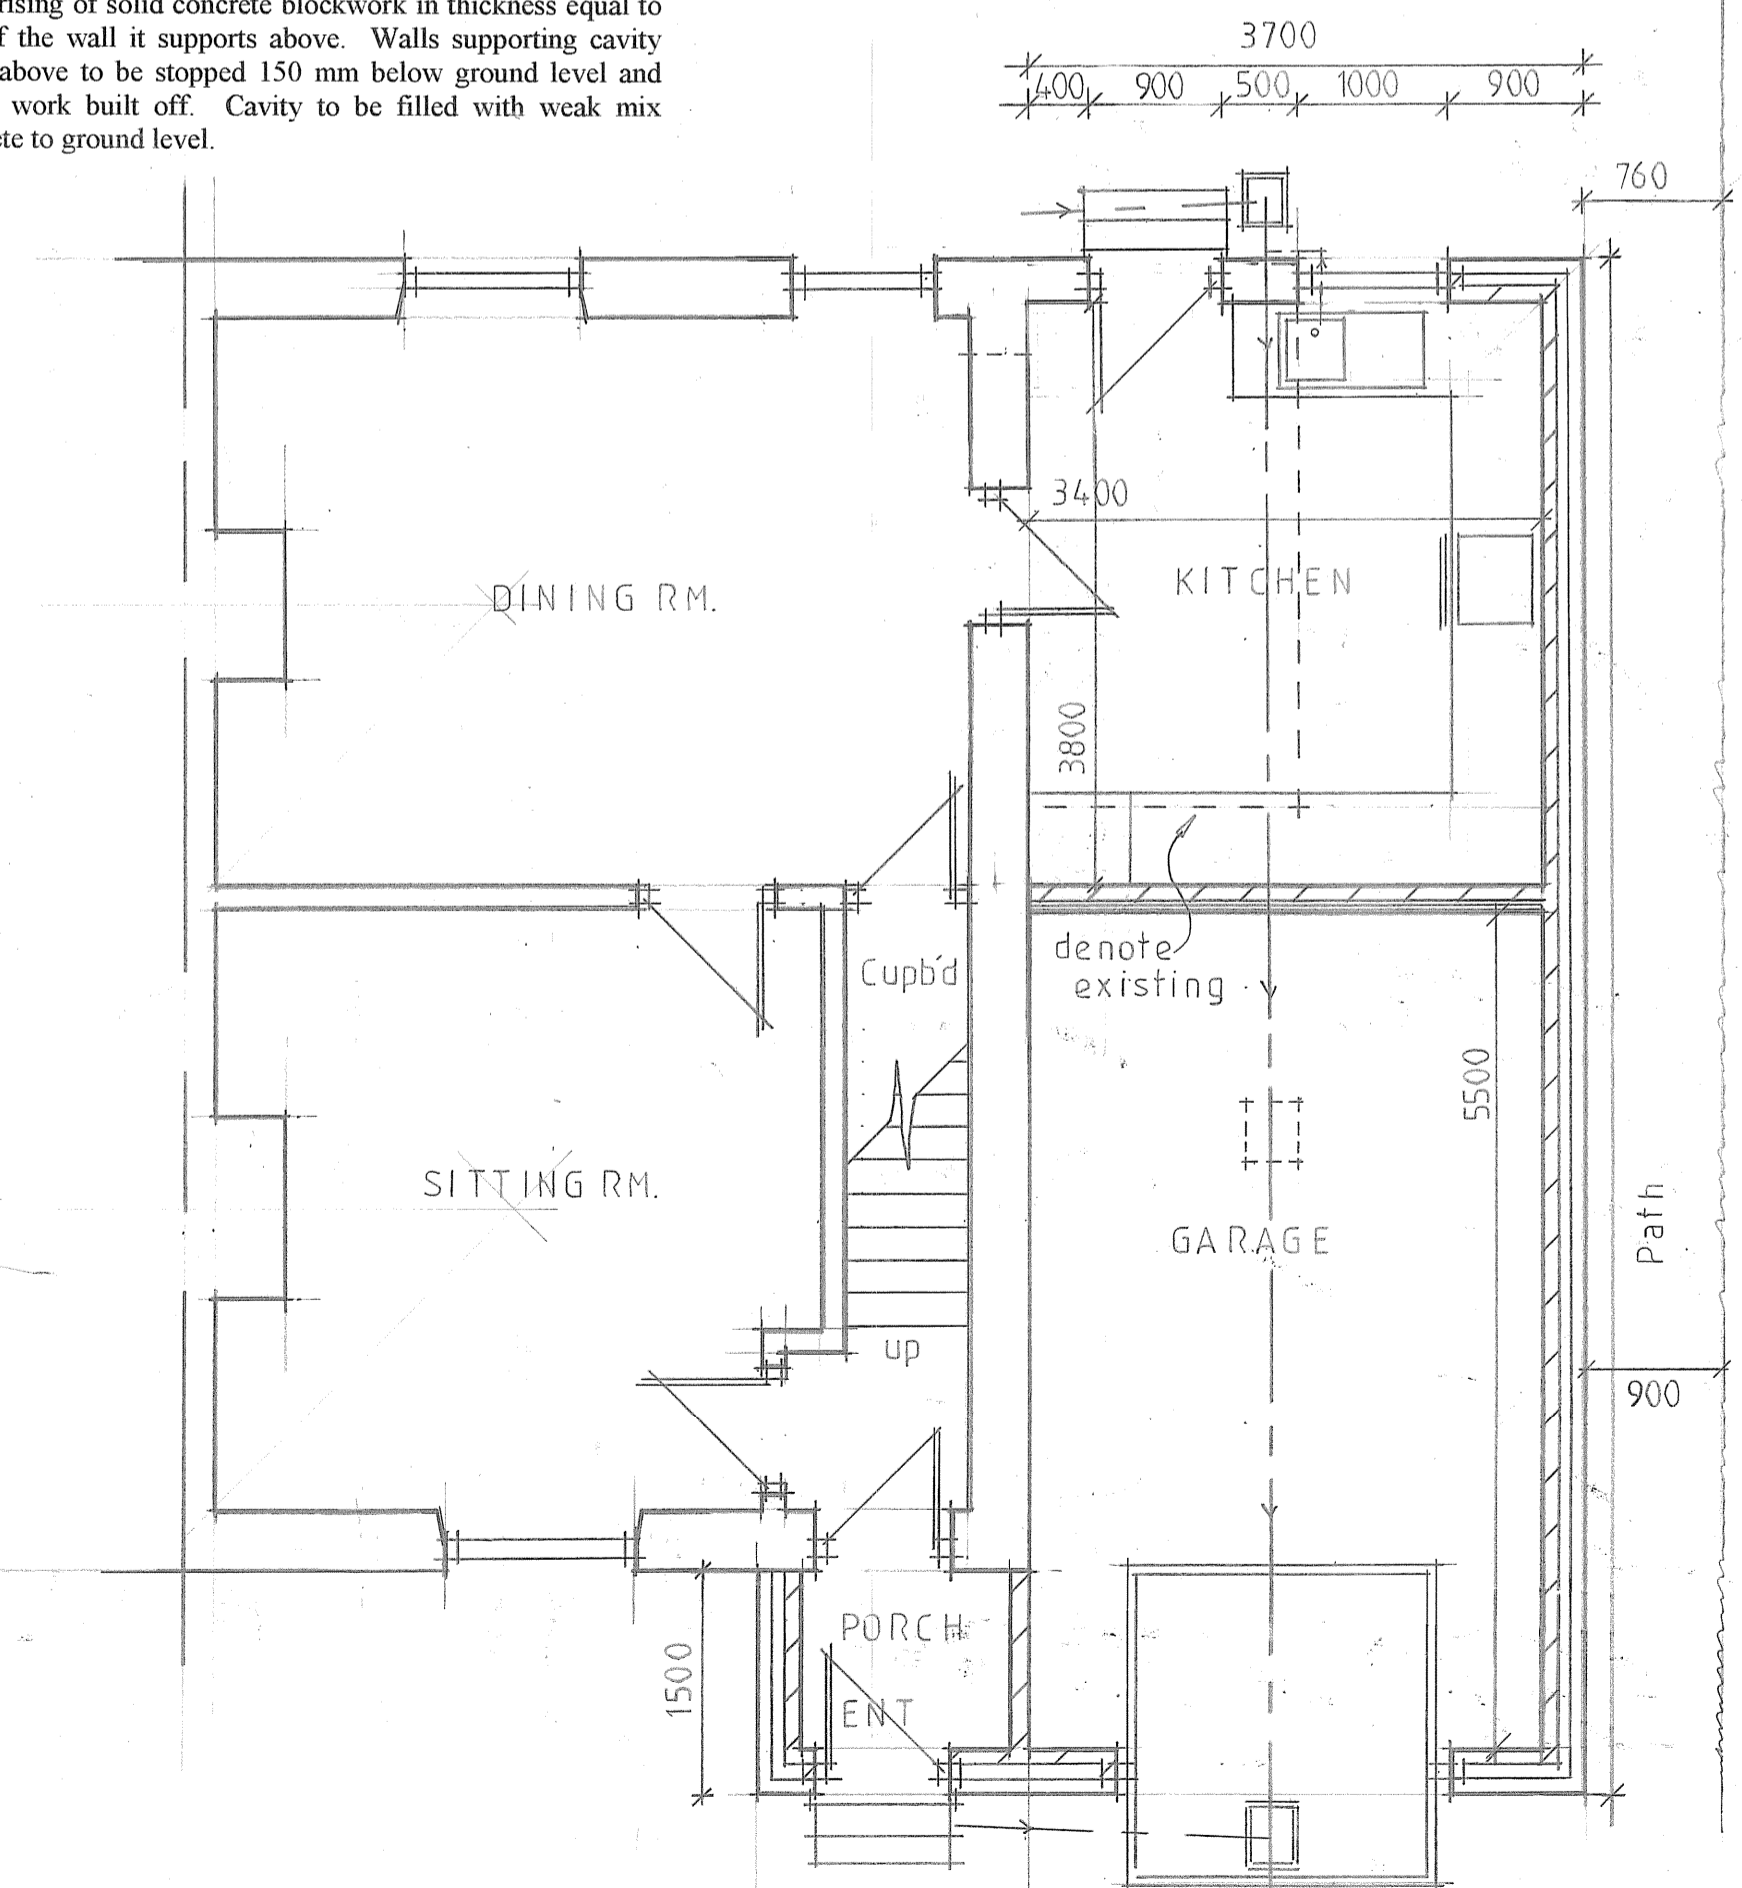 rising of solid concrete blockwork in thickness equal to
f the wall it supports above. Walls supporting cavity
above to be stopped 150 mm below ground level and
work built off. Cavity to be filled with weak mix
te to ground level.
3700
400 900 500 1000 900
760
3400
DINING RM.
KITCHEN
3800
denote
existing
Cupb'd
5500
SITTING RM.
GARAGE
Path
up
900
PORCH
1500
ENT